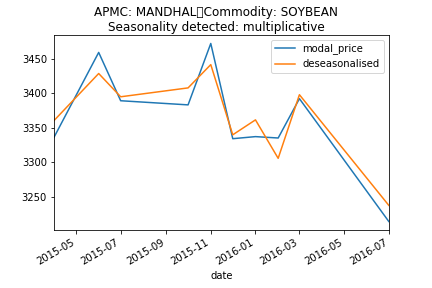 APMC: MANDHAL▯Commodity: SOYBEAN
Seasonality detected: multiplicative
modal_price
deseasonalised
3450
3400
3350
3300
3250
2015-05
2015-07
2015-09
2015-11
2016-01
2016-03
2016-05
2016-07
date